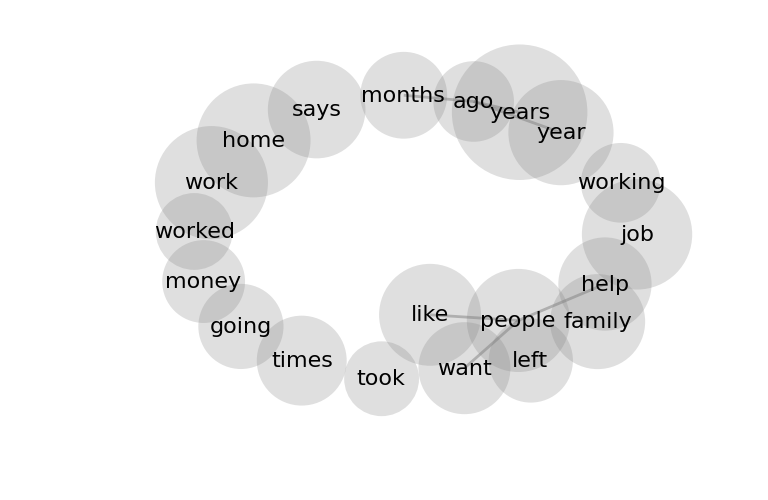 months
ago
years
says
year
home
work
working
worked
job
money
help
like
people
family
going
times
left
want
took